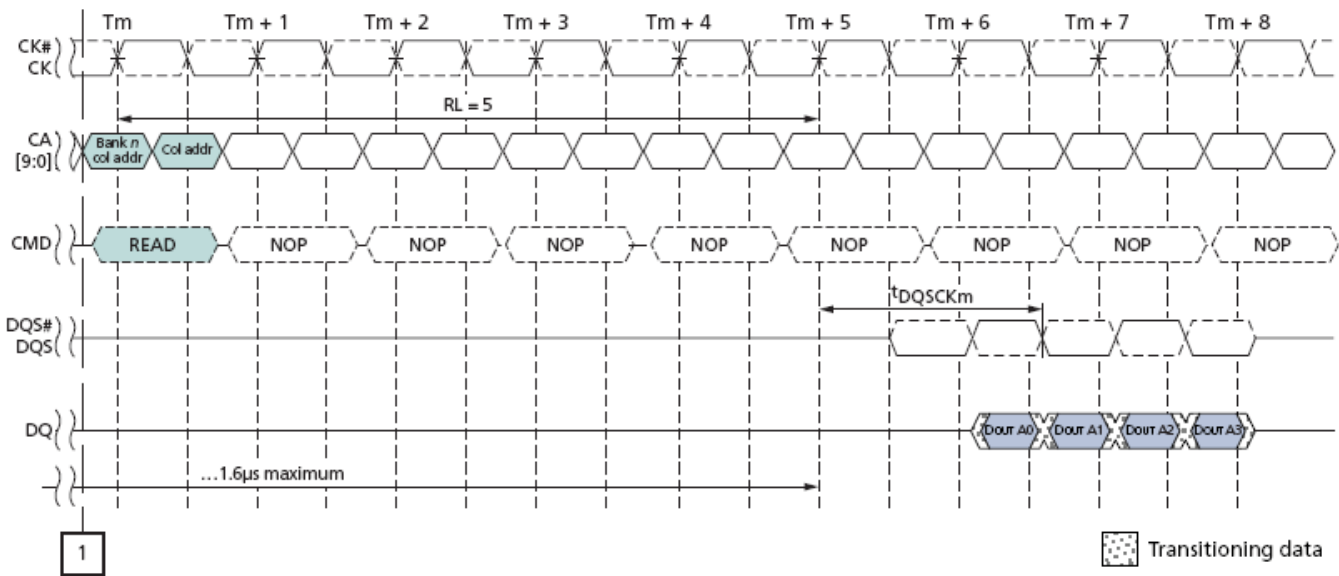 Tm Tm + 1 Tm + 2 Tm + 3 Tm + 4 Tm + 5 Tm + 6 Tm + 7 Tm + 8
CK#
CK
RL = 5
CA
[9:0]
Bank n
col addr
Col addr
CMD READ NOP NOP NOP NOP NOP NOP NOP NOP
tDQSCKm
DQS#
DQS
DQ DOUT A0 DOUT A1 DOUT A2 DOUT A3
...1.6µs maximum
1
Transitioning data